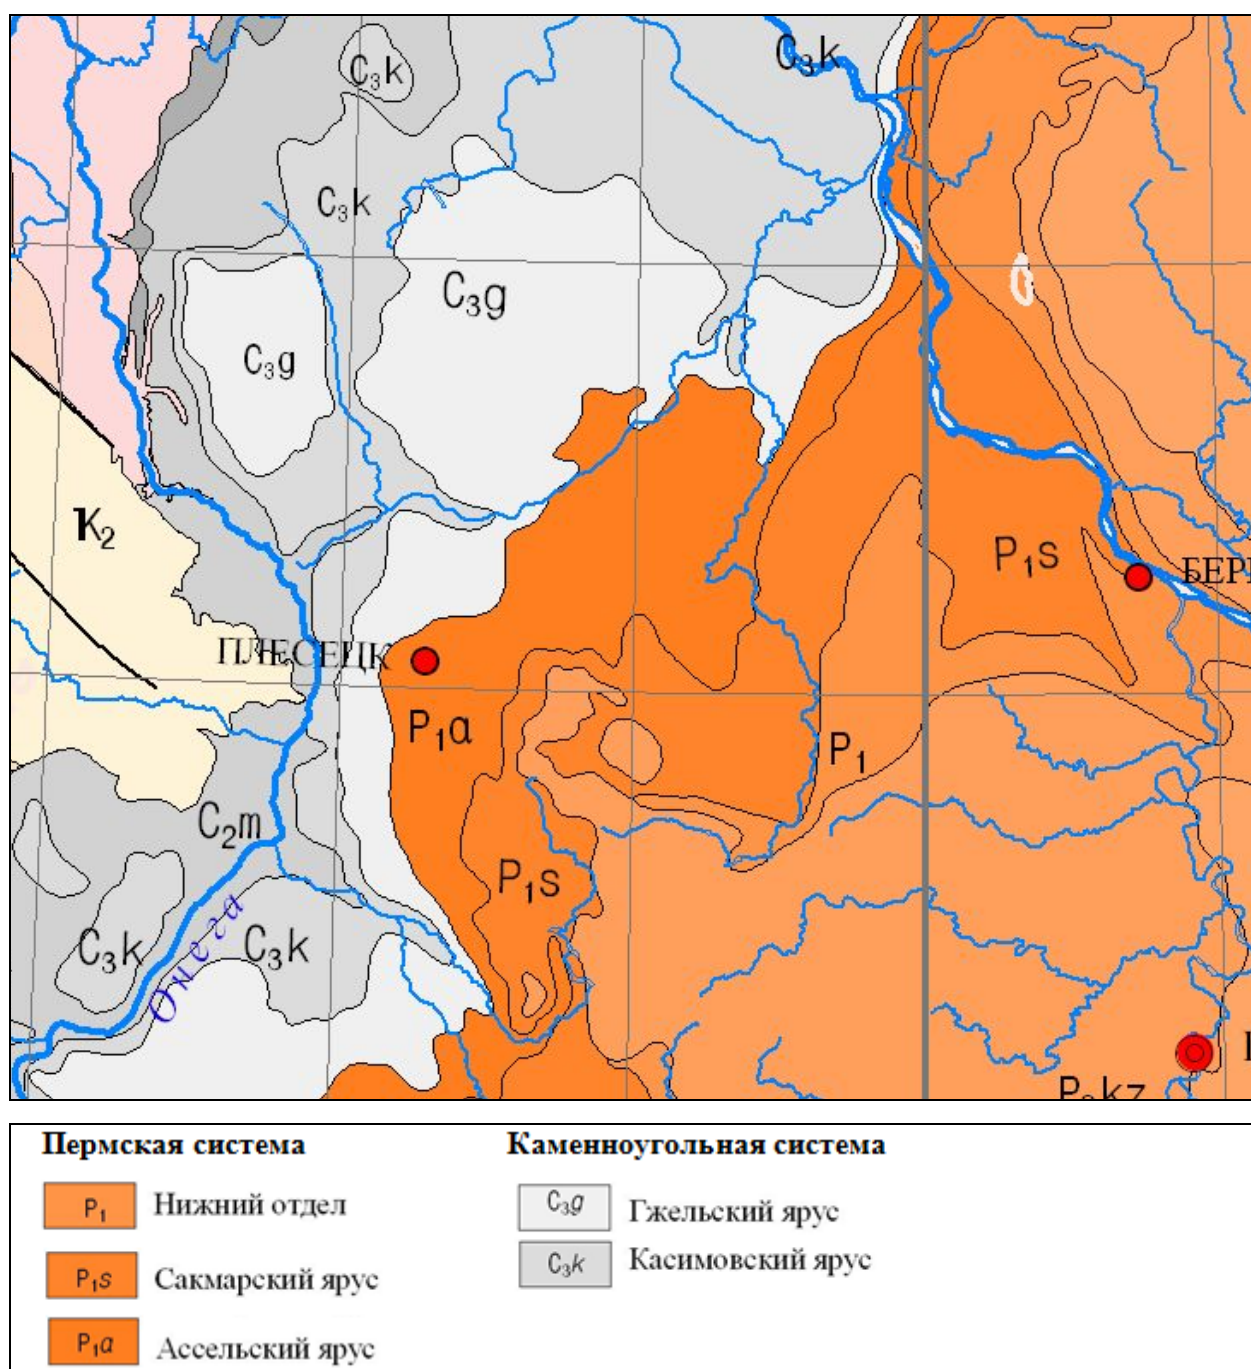 C₃k
C₃k
C₃k
C₃g
C₃g
K₂
P₁s
БЕР
ПЛЕСЕЦК
P₁a
P₁
C₂m
P₁s
Онега
C₃k
C₃k
P₂kz
Пермская система
P₁ Нижний отдел
P₁s Сакмарский ярус
P₁a Ассельский ярус
Каменноугольная система
C₃g Гжельский ярус
C₃k Касимовский ярус